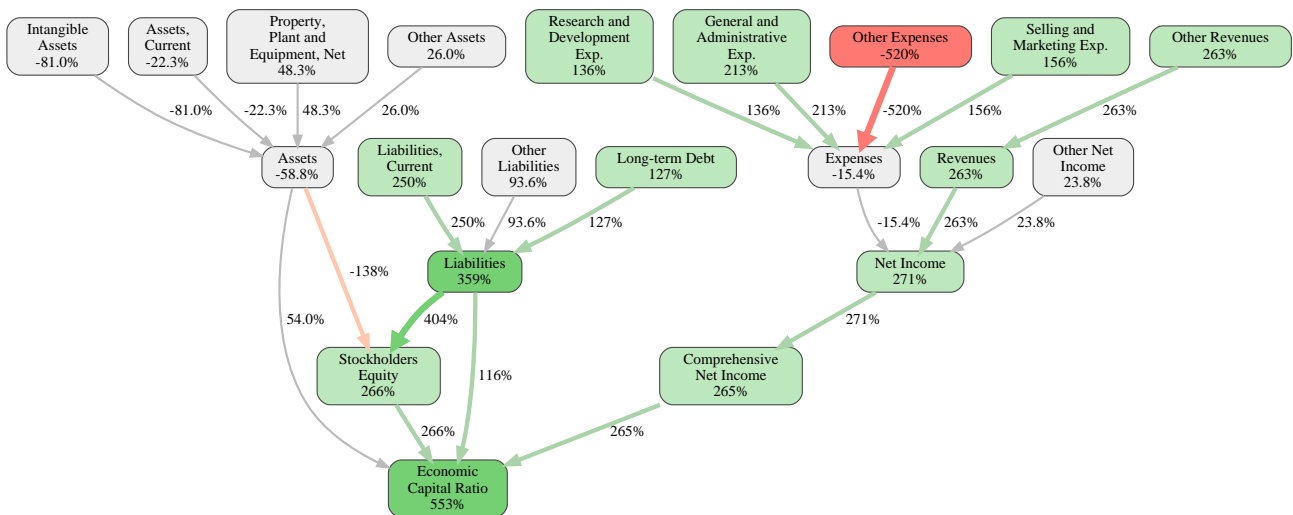 Intangible
Assets
-81.0%
Assets,
Current
-22.3%
Property,
Plant and
Equipment, Net
48.3%
Other Assets
26.0%
Research and
Development
Exp.
136%
General and
Administrative
Exp.
213%
Other Expenses
-520%
Selling and
Marketing Exp.
156%
Other Revenues
263%
-81.0%
-22.3%
48.3%
26.0%
136%
213%
-520%
156%
263%
Assets
-58.8%
Liabilities,
Current
250%
Other
Liabilities
93.6%
Long-term Debt
127%
Expenses
-15.4%
Revenues
263%
Other Net
Income
23.8%
250%
93.6%
127%
-15.4%
263%
23.8%
-138%
Liabilities
359%
Net Income
271%
54.0%
404%
271%
Stockholders
Equity
266%
116%
Comprehensive
Net Income
265%
266%
265%
Economic
Capital Ratio
553%